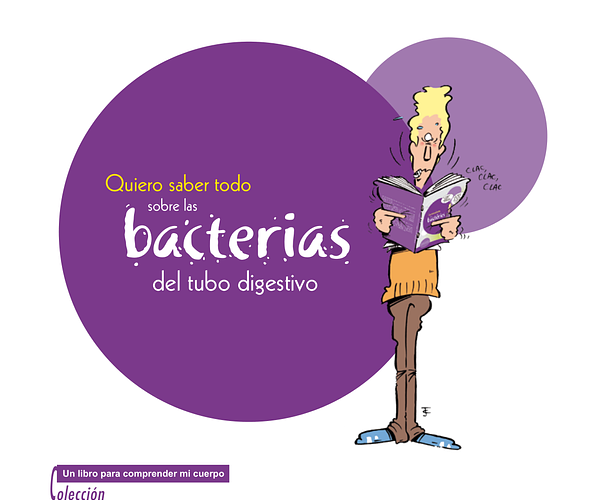 Quiero saber todo
sobre las
bacterias
del tubo digestivo
CLAC,
CLAC,
CLAC
Un libro para comprender mi cuerpo
Colección